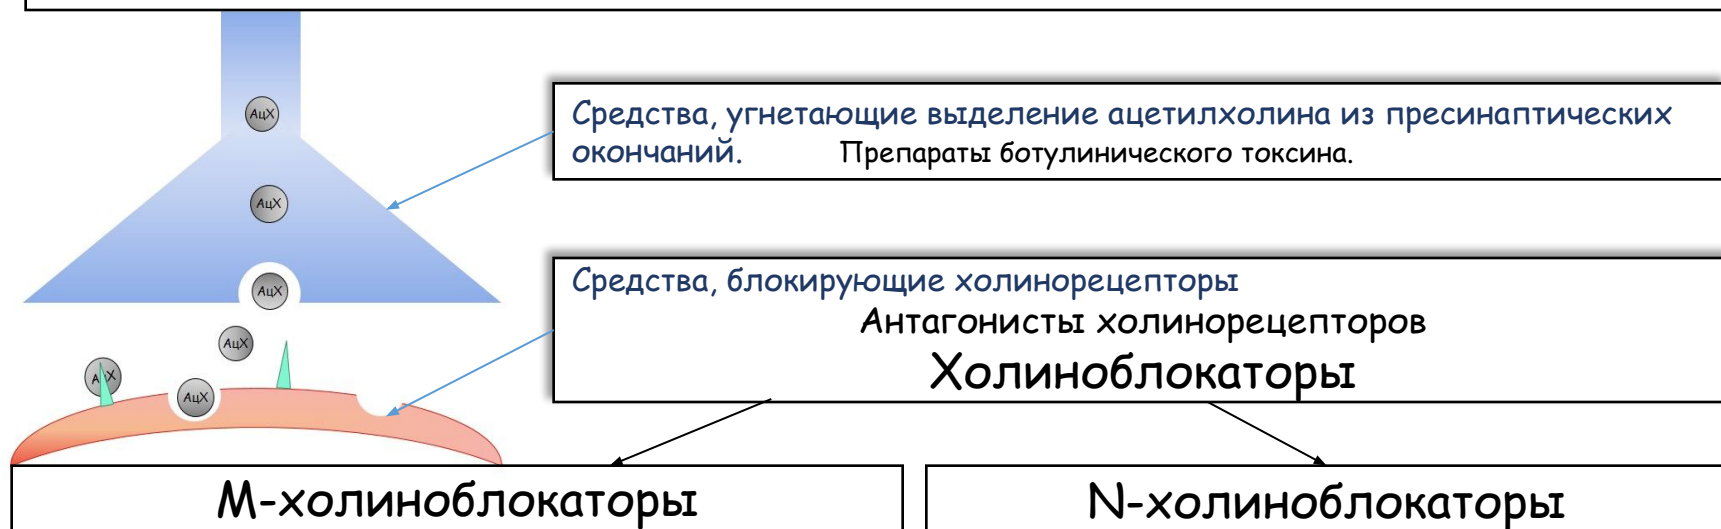 АцХ
Средства, угнетающие выделение ацетилхолина из пресинаптических
окончаний. Препараты ботулинического токсина.
АцХ
АцХ
Средства, блокирующие холинорецепторы
Антагонисты холинорецепторов
Холиноблокаторы
АцХ
АцХ
АцХ
М-холиноблокаторы
N-холиноблокаторы